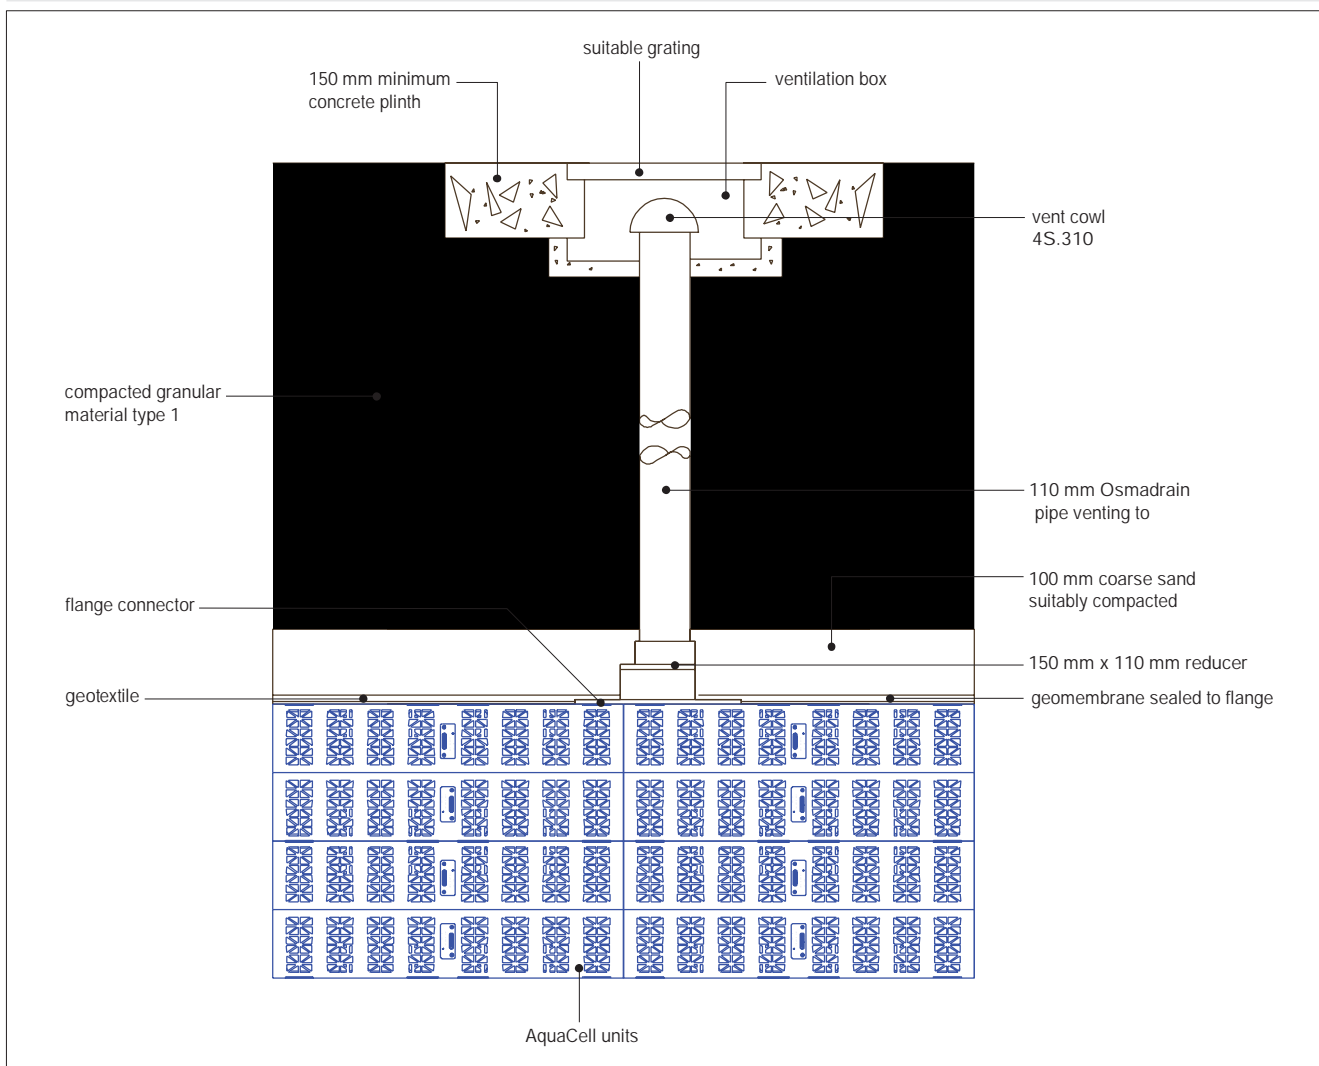 suitable grating
150 mm minimum
concrete plinth
ventilation box
vent cowl
4S.310
compacted granular
material type 1
110 mm Osmadrain
pipe venting to
100 mm coarse sand
suitably compacted
flange connector
150 mm x 110 mm reducer
geotextile
geomembrane sealed to flange
AquaCell units